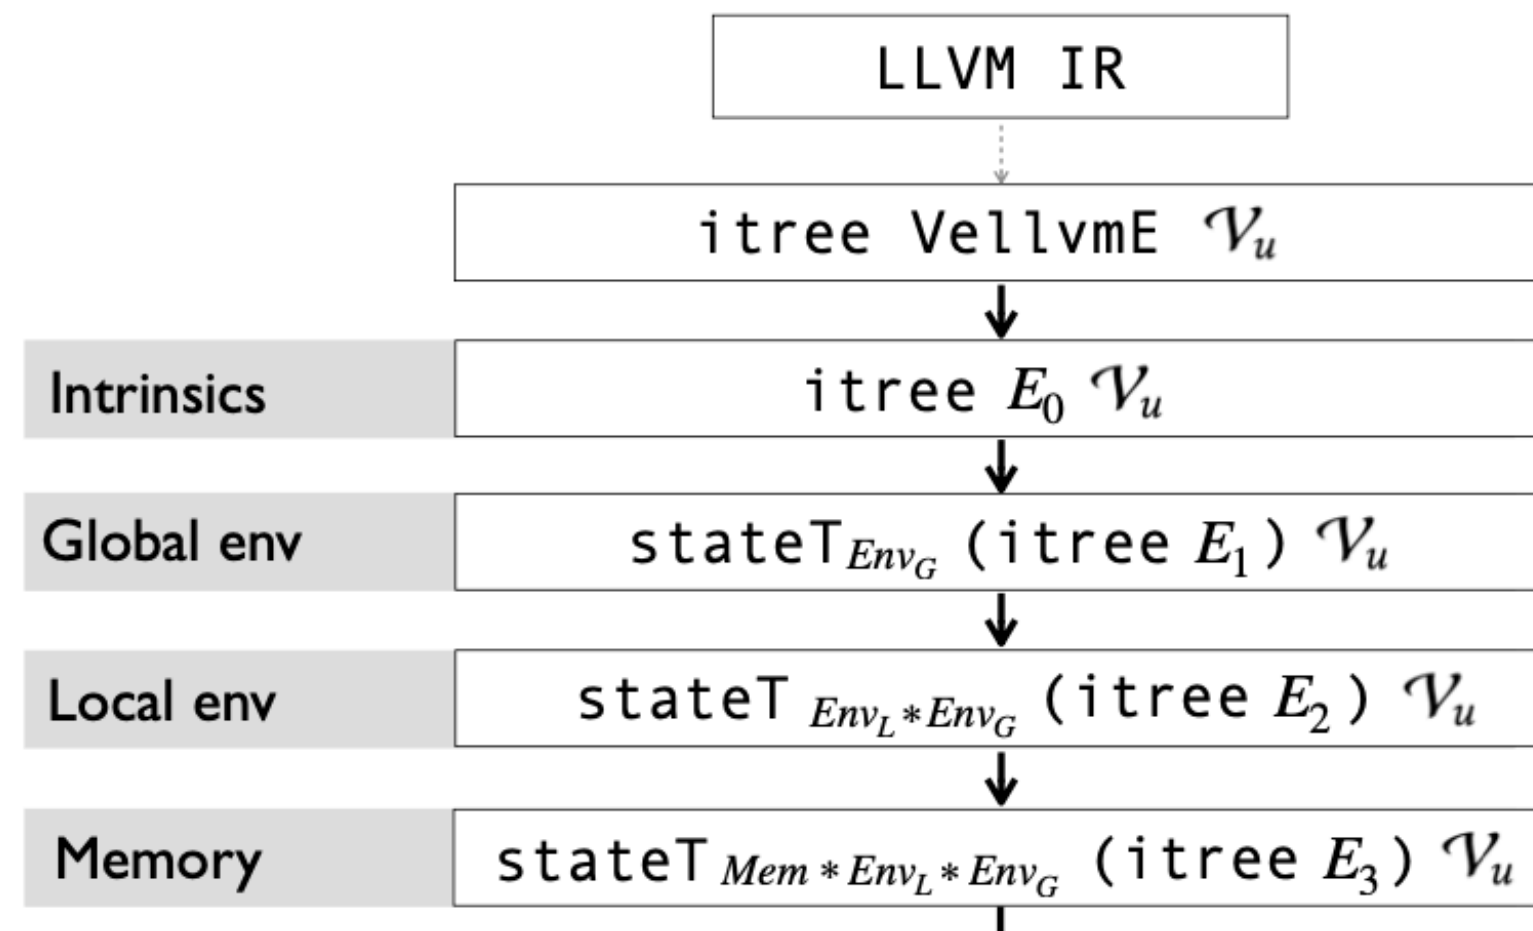 LLVM IR
itree VellvmE 𝒱ᵤ
Intrinsics itree E₀ 𝒱ᵤ
Global env stateT_{Env_G} (itree E₁) 𝒱ᵤ
Local env stateT_{Env_L*Env_G} (itree E₂) 𝒱ᵤ
Memory stateT_{Mem*Env_L*Env_G} (itree E₃) 𝒱ᵤ